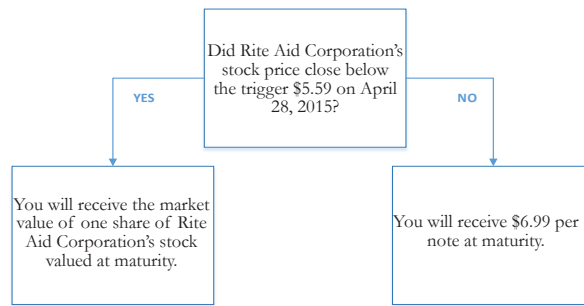 Did Rite Aid Corporation's
stock price close below
the trigger $5.59 on April
28, 2015?
YES
NO
You will receive the market
value of one share of Rite
Aid Corporation's stock
valued at maturity.
You will receive $6.99 per
note at maturity.